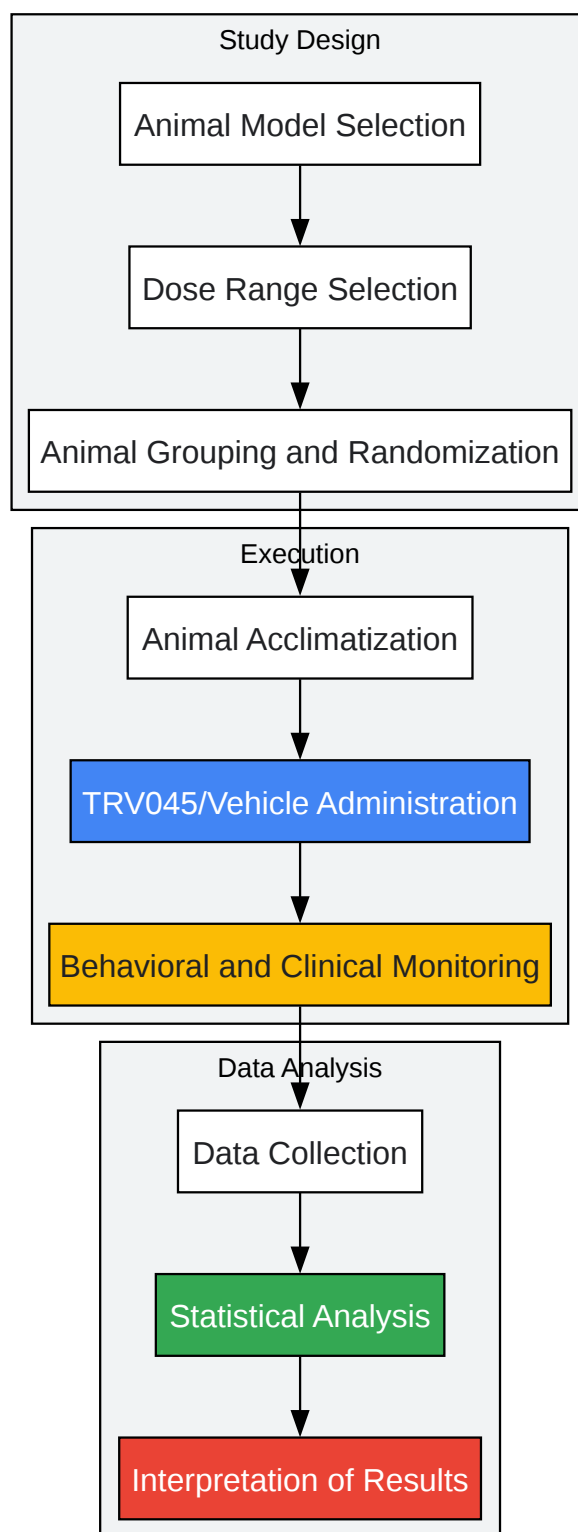 Study Design
Animal Model Selection
Dose Range Selection
Animal Grouping and Randomization
Execution
Animal Acclimatization
TRV045/Vehicle Administration
Behavioral and Clinical Monitoring
Data Analysis
Data Collection
Statistical Analysis
Interpretation of Results